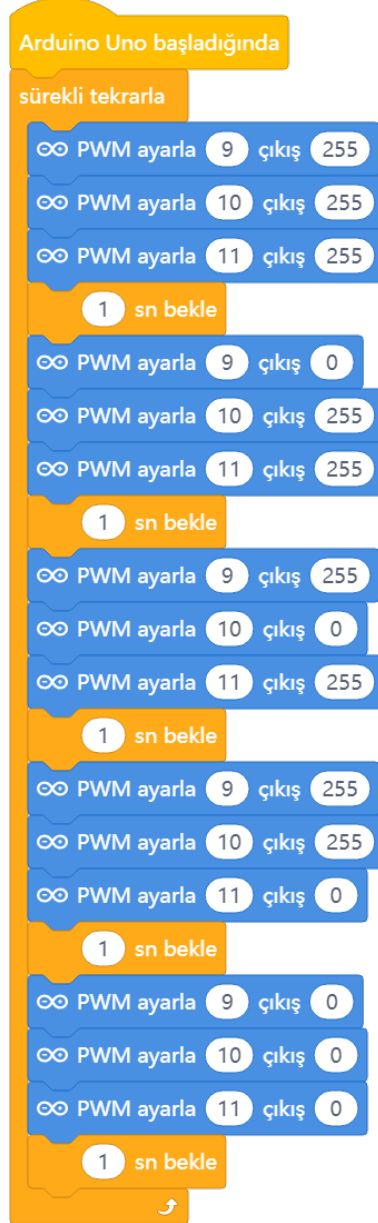 Arduino Uno başladığında
sürekli tekrarla
PWM ayarla 9 çıkış 255
PWM ayarla 10 çıkış 255
PWM ayarla 11 çıkış 255
1 sn bekle
PWM ayarla 9 çıkış 0
PWM ayarla 10 çıkış 255
PWM ayarla 11 çıkış 255
1 sn bekle
PWM ayarla 9 çıkış 255
PWM ayarla 10 çıkış 0
PWM ayarla 11 çıkış 255
1 sn bekle
PWM ayarla 9 çıkış 255
PWM ayarla 10 çıkış 255
PWM ayarla 11 çıkış 0
1 sn bekle
PWM ayarla 9 çıkış 0
PWM ayarla 10 çıkış 0
PWM ayarla 11 çıkış 0
1 sn bekle